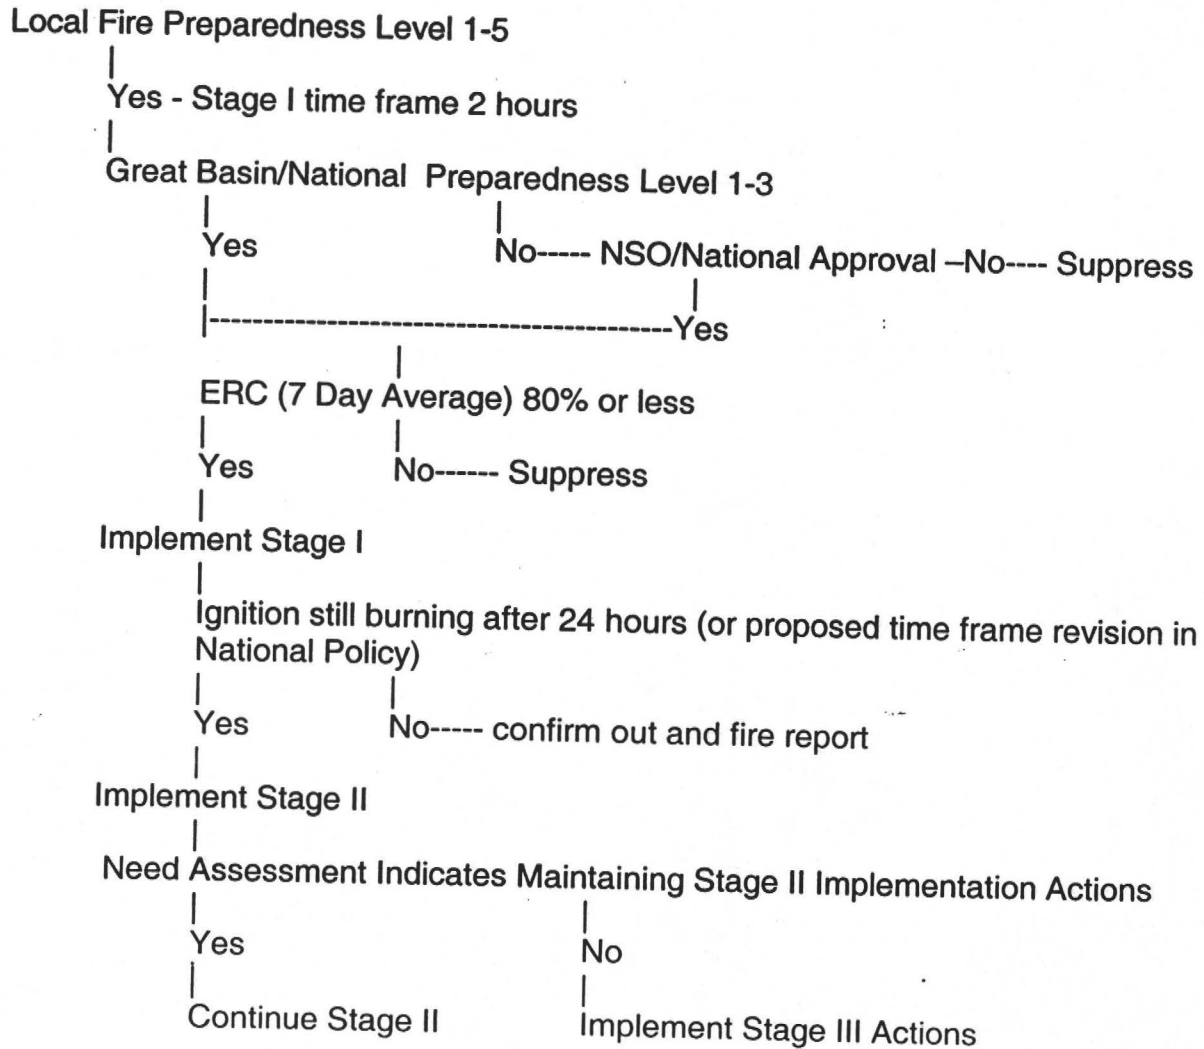 Local Fire Preparedness Level 1-5
Yes - Stage I time frame 2 hours
Great Basin/National Preparedness Level 1-3
Yes No----- NSO/National Approval –No---- Suppress
|--------------------------------------------Yes
ERC (7 Day Average) 80% or less
Yes No------ Suppress
Implement Stage I
Ignition still burning after 24 hours (or proposed time frame revision in
National Policy)
Yes No----- confirm out and fire report
Implement Stage II
Need Assessment Indicates Maintaining Stage II Implementation Actions
Yes No
Continue Stage II Implement Stage III Actions